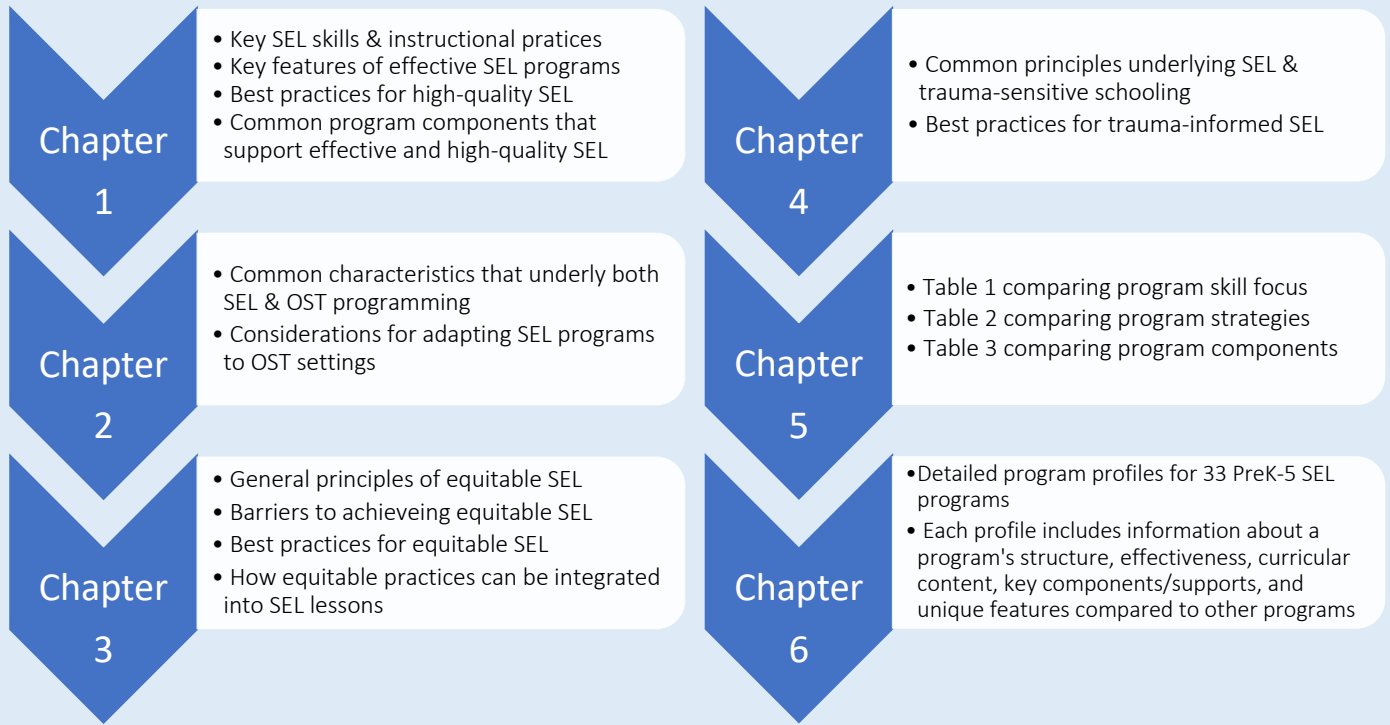 Chapter
1
• Key SEL skills & instructional pratices
• Key features of effective SEL programs
• Best practices for high-quality SEL
• Common program components that
support effective and high-quality SEL
Chapter
2
• Common characteristics that underly both
SEL & OST programming
• Considerations for adapting SEL programs
to OST settings
Chapter
3
• General principles of equitable SEL
• Barriers to achieveing equitable SEL
• Best practices for equitable SEL
• How equitable practices can be integrated
into SEL lessons
Chapter
4
• Common principles underlying SEL &
trauma-sensitive schooling
• Best practices for trauma-informed SEL
Chapter
5
• Table 1 comparing program skill focus
• Table 2 comparing program strategies
• Table 3 comparing program components
Chapter
6
•Detailed program profiles for 33 PreK-5 SEL
programs
• Each profile includes information about a
program's structure, effectiveness, curricular
content, key components/supports, and
unique features compared to other programs